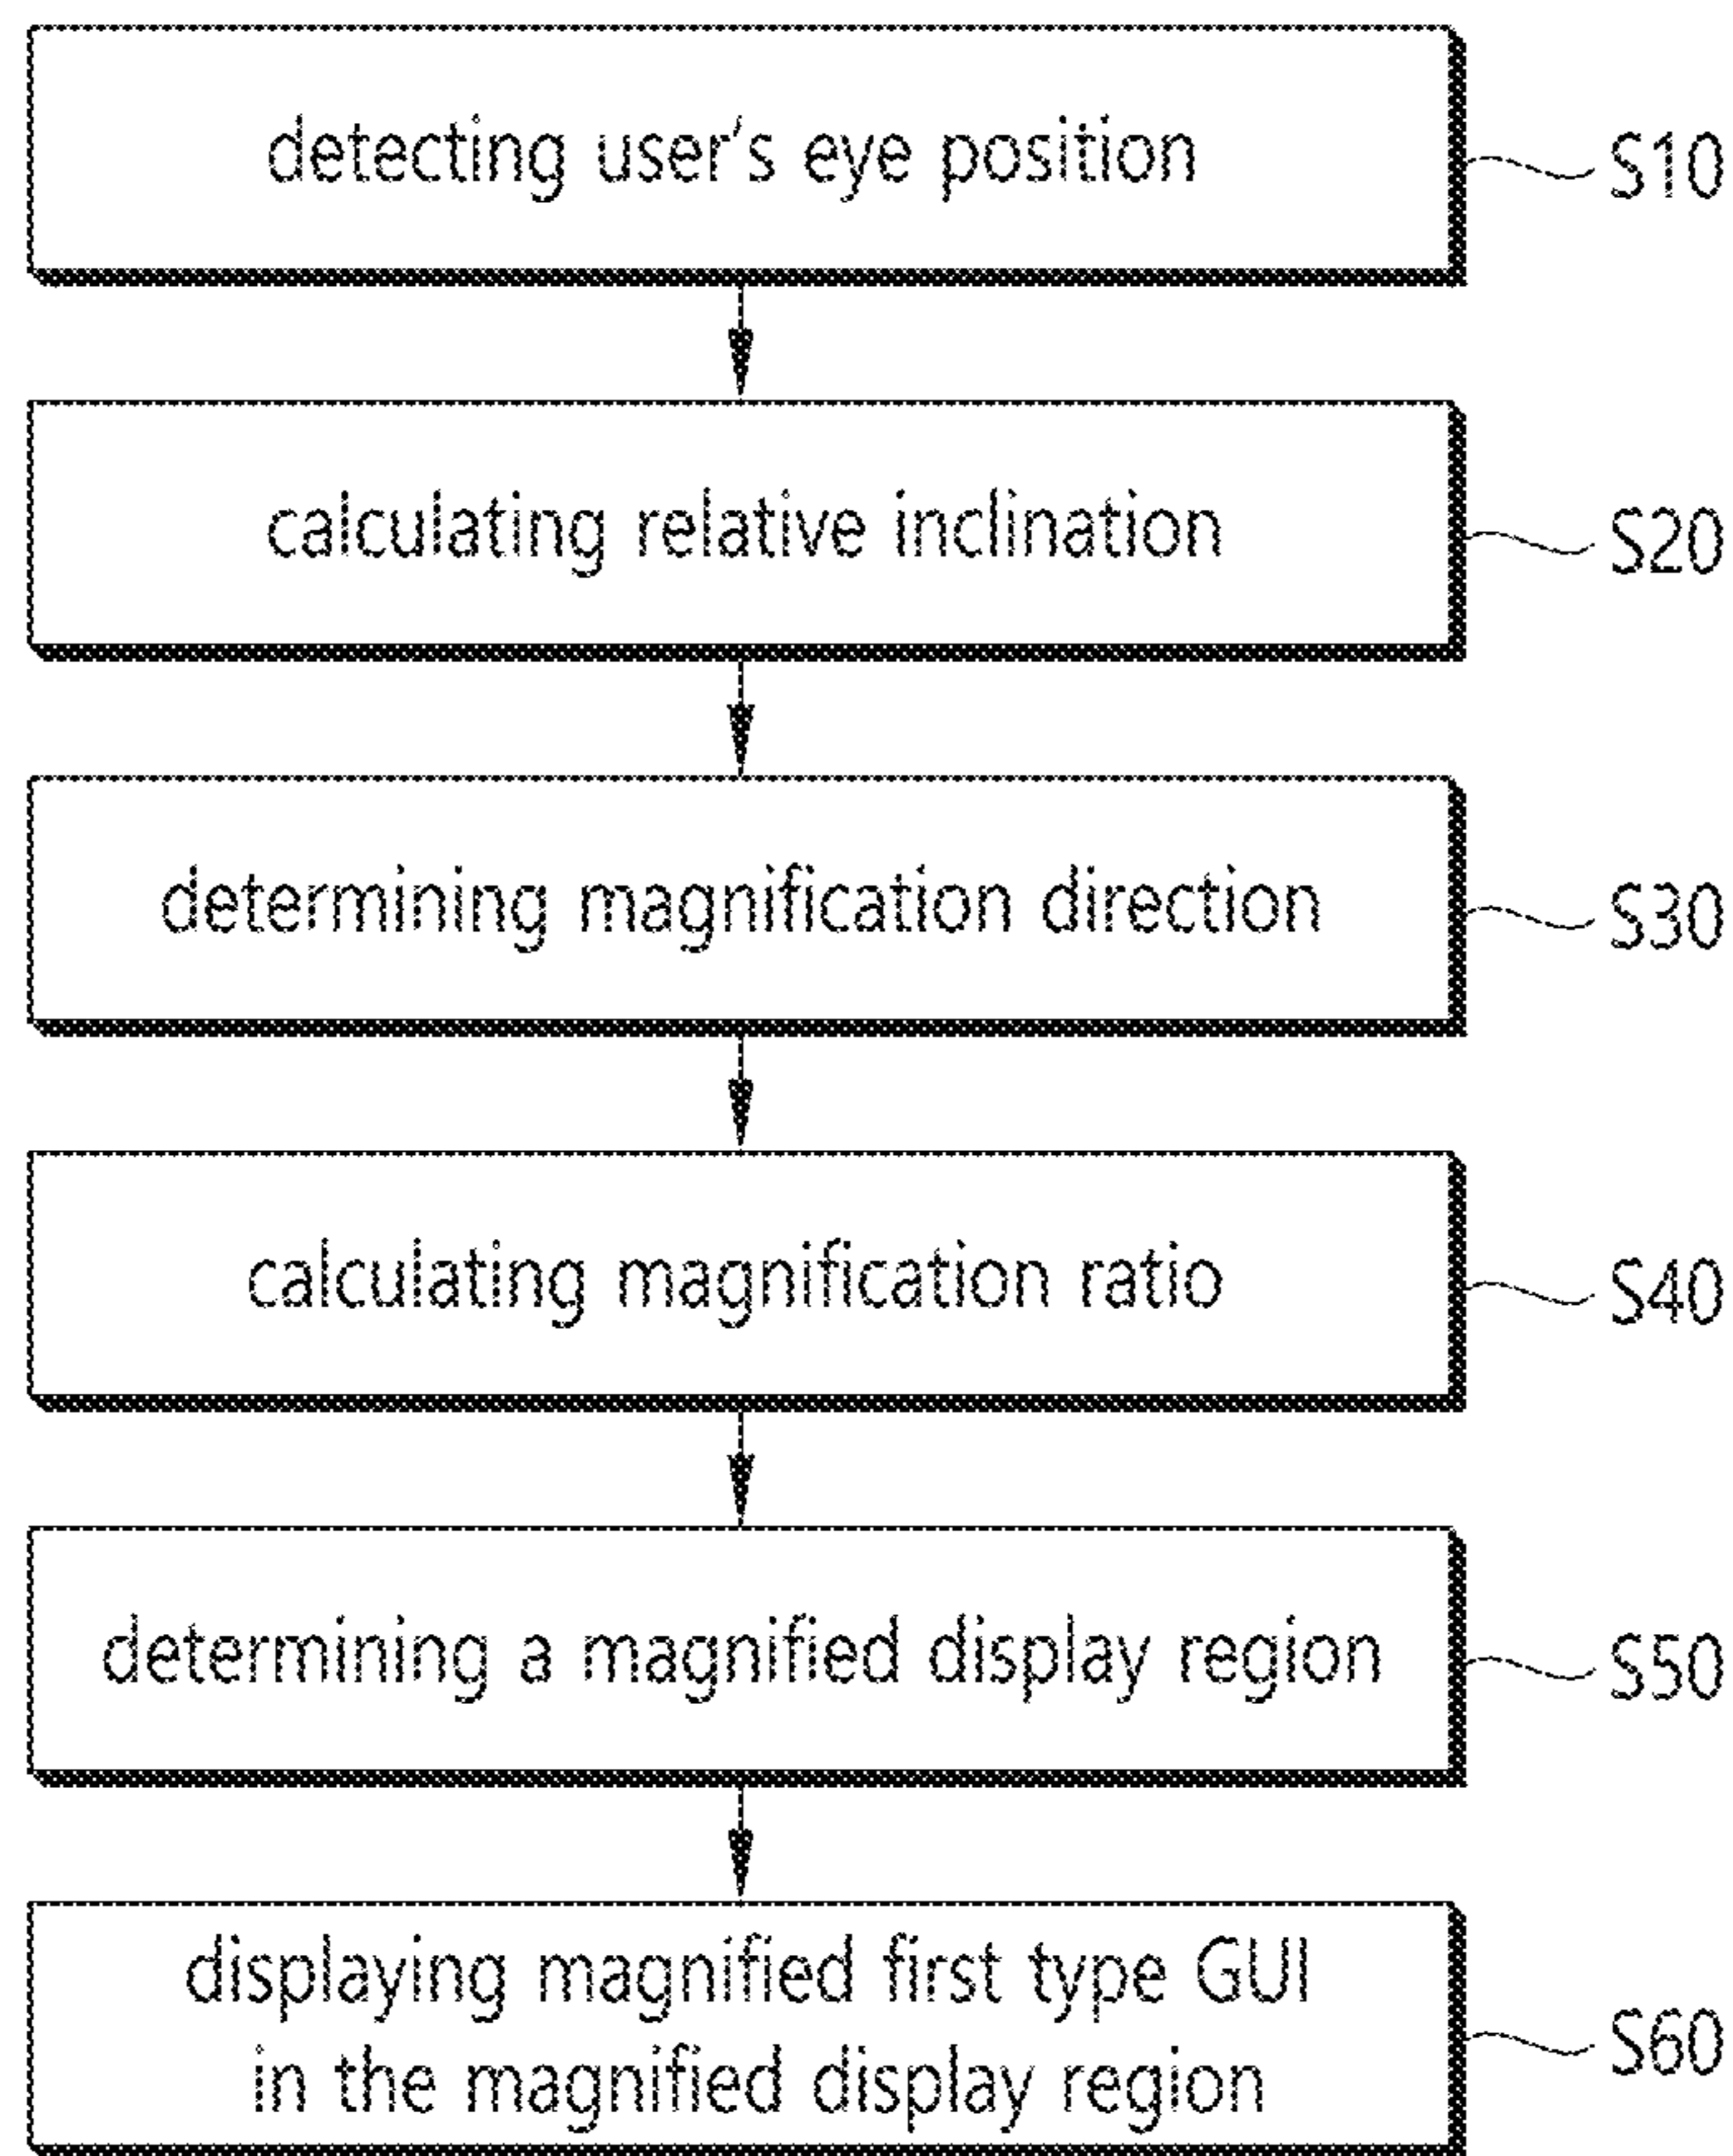 detecting user's eye position
S10
calculating relative inclination
S20
determining magnification direction
S30
calculating magnification ratio
S40
determining a magnified display region
S50
displaying magnified first type GUI
in the magnified display region
S60